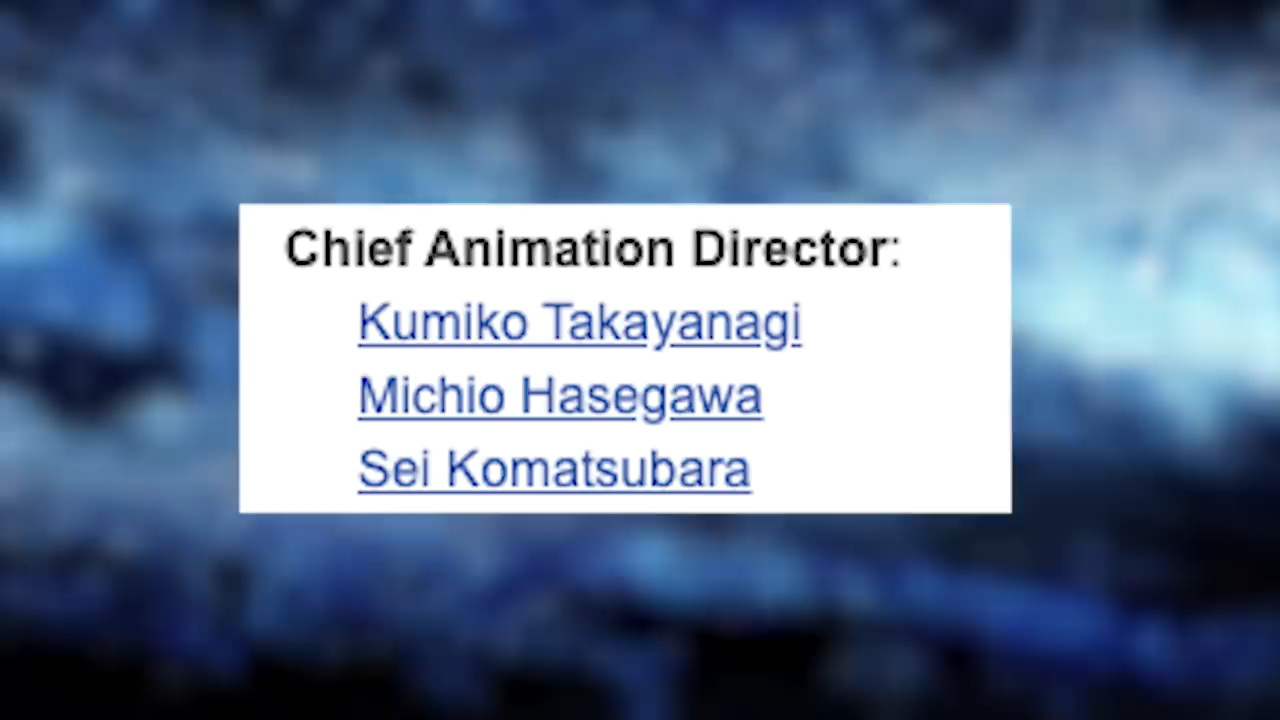 Chief Animation Director:
Kumiko Takayanagi
Michio Hasegawa
Sei Komatsubara